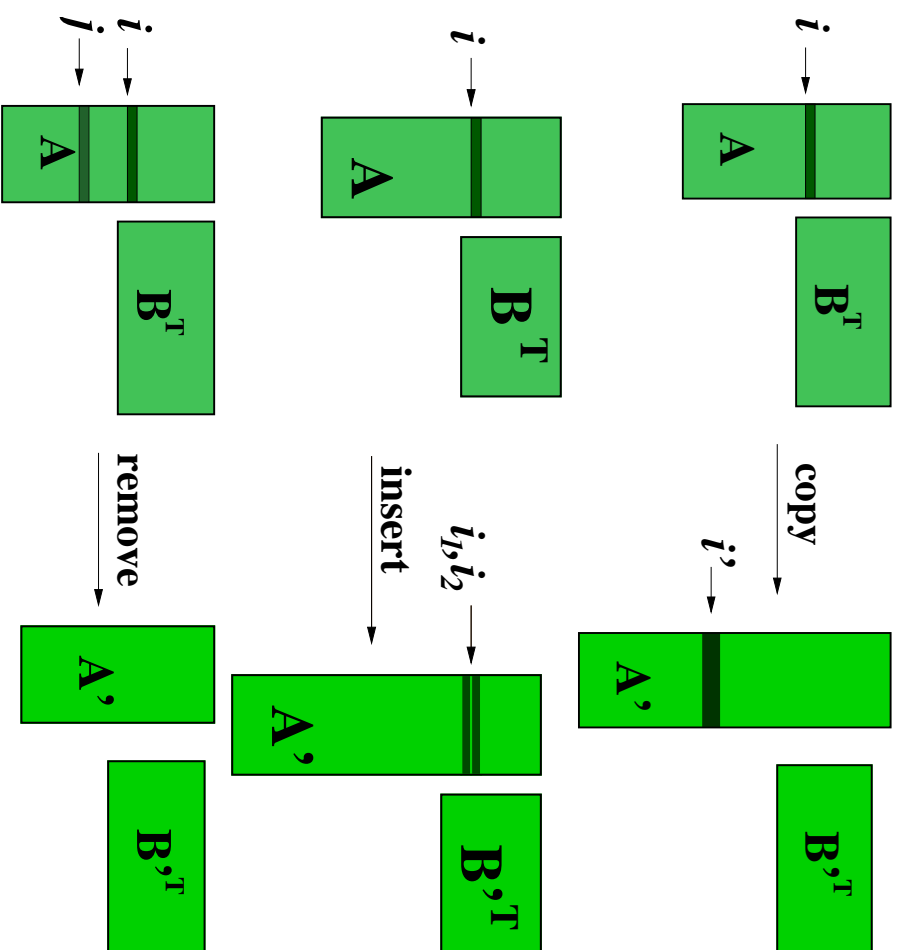 i
A
B^T
copy
i’
A’
B’^T
i
A
B^T
insert
i₁,i₂
A’
B’^T
i
j
A
B^T
remove
A’
B’^T